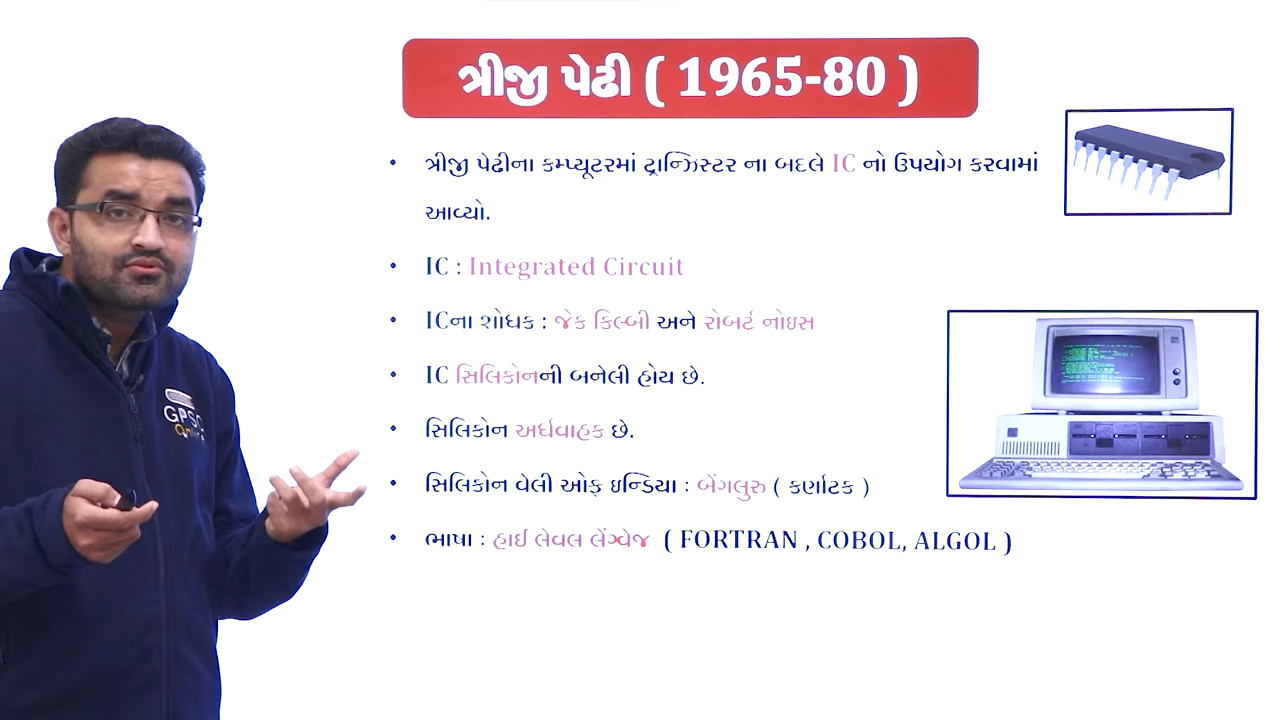 ત્રીજી પેઢી ( 1965-80 )
• ત્રીજી પેઢીના કમ્પ્યૂટરમાં ટ્રાન્ઝિસ્ટર ના બદલે IC નો ઉપયોગ કરવામાં
આવ્યો.
• IC : Integrated Circuit
• ICના શોધક : જેક કિલ્બી અને રોબર્ટ નોઇસ
• IC સિલિકોનની બનેલી હોય છે.
• સિલિકોન અર્ધવાહક છે.
• સિલિકોન વેલી ઓફ ઇન્ડિયા : બેંગલુરુ ( કર્ણાટક )
• ભાષા : હાઈ લેવલ લેંગ્વેજ ( FORTRAN , COBOL, ALGOL )
GPSC